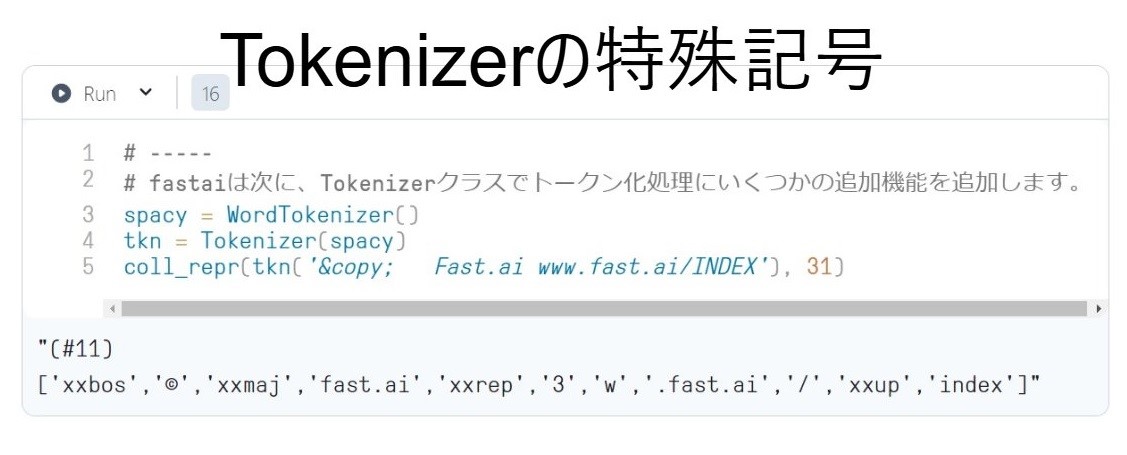 Tokenizerの特殊記号
Run 16
1 # -----
2 # fastaiは次に、Tokenizerクラスでトークン化処理にいくつかの追加機能を追加します。
3 spacy = WordTokenizer()
4 tkn = Tokenizer(spacy)
5 coll_repr(tkn('&copy;   Fast.ai www.fast.ai/INDEX'), 31)
"(#11)
['xxbos','©','xxmaj','fast.ai','xxrep','3','w','.fast.ai','/','xxup','index']"